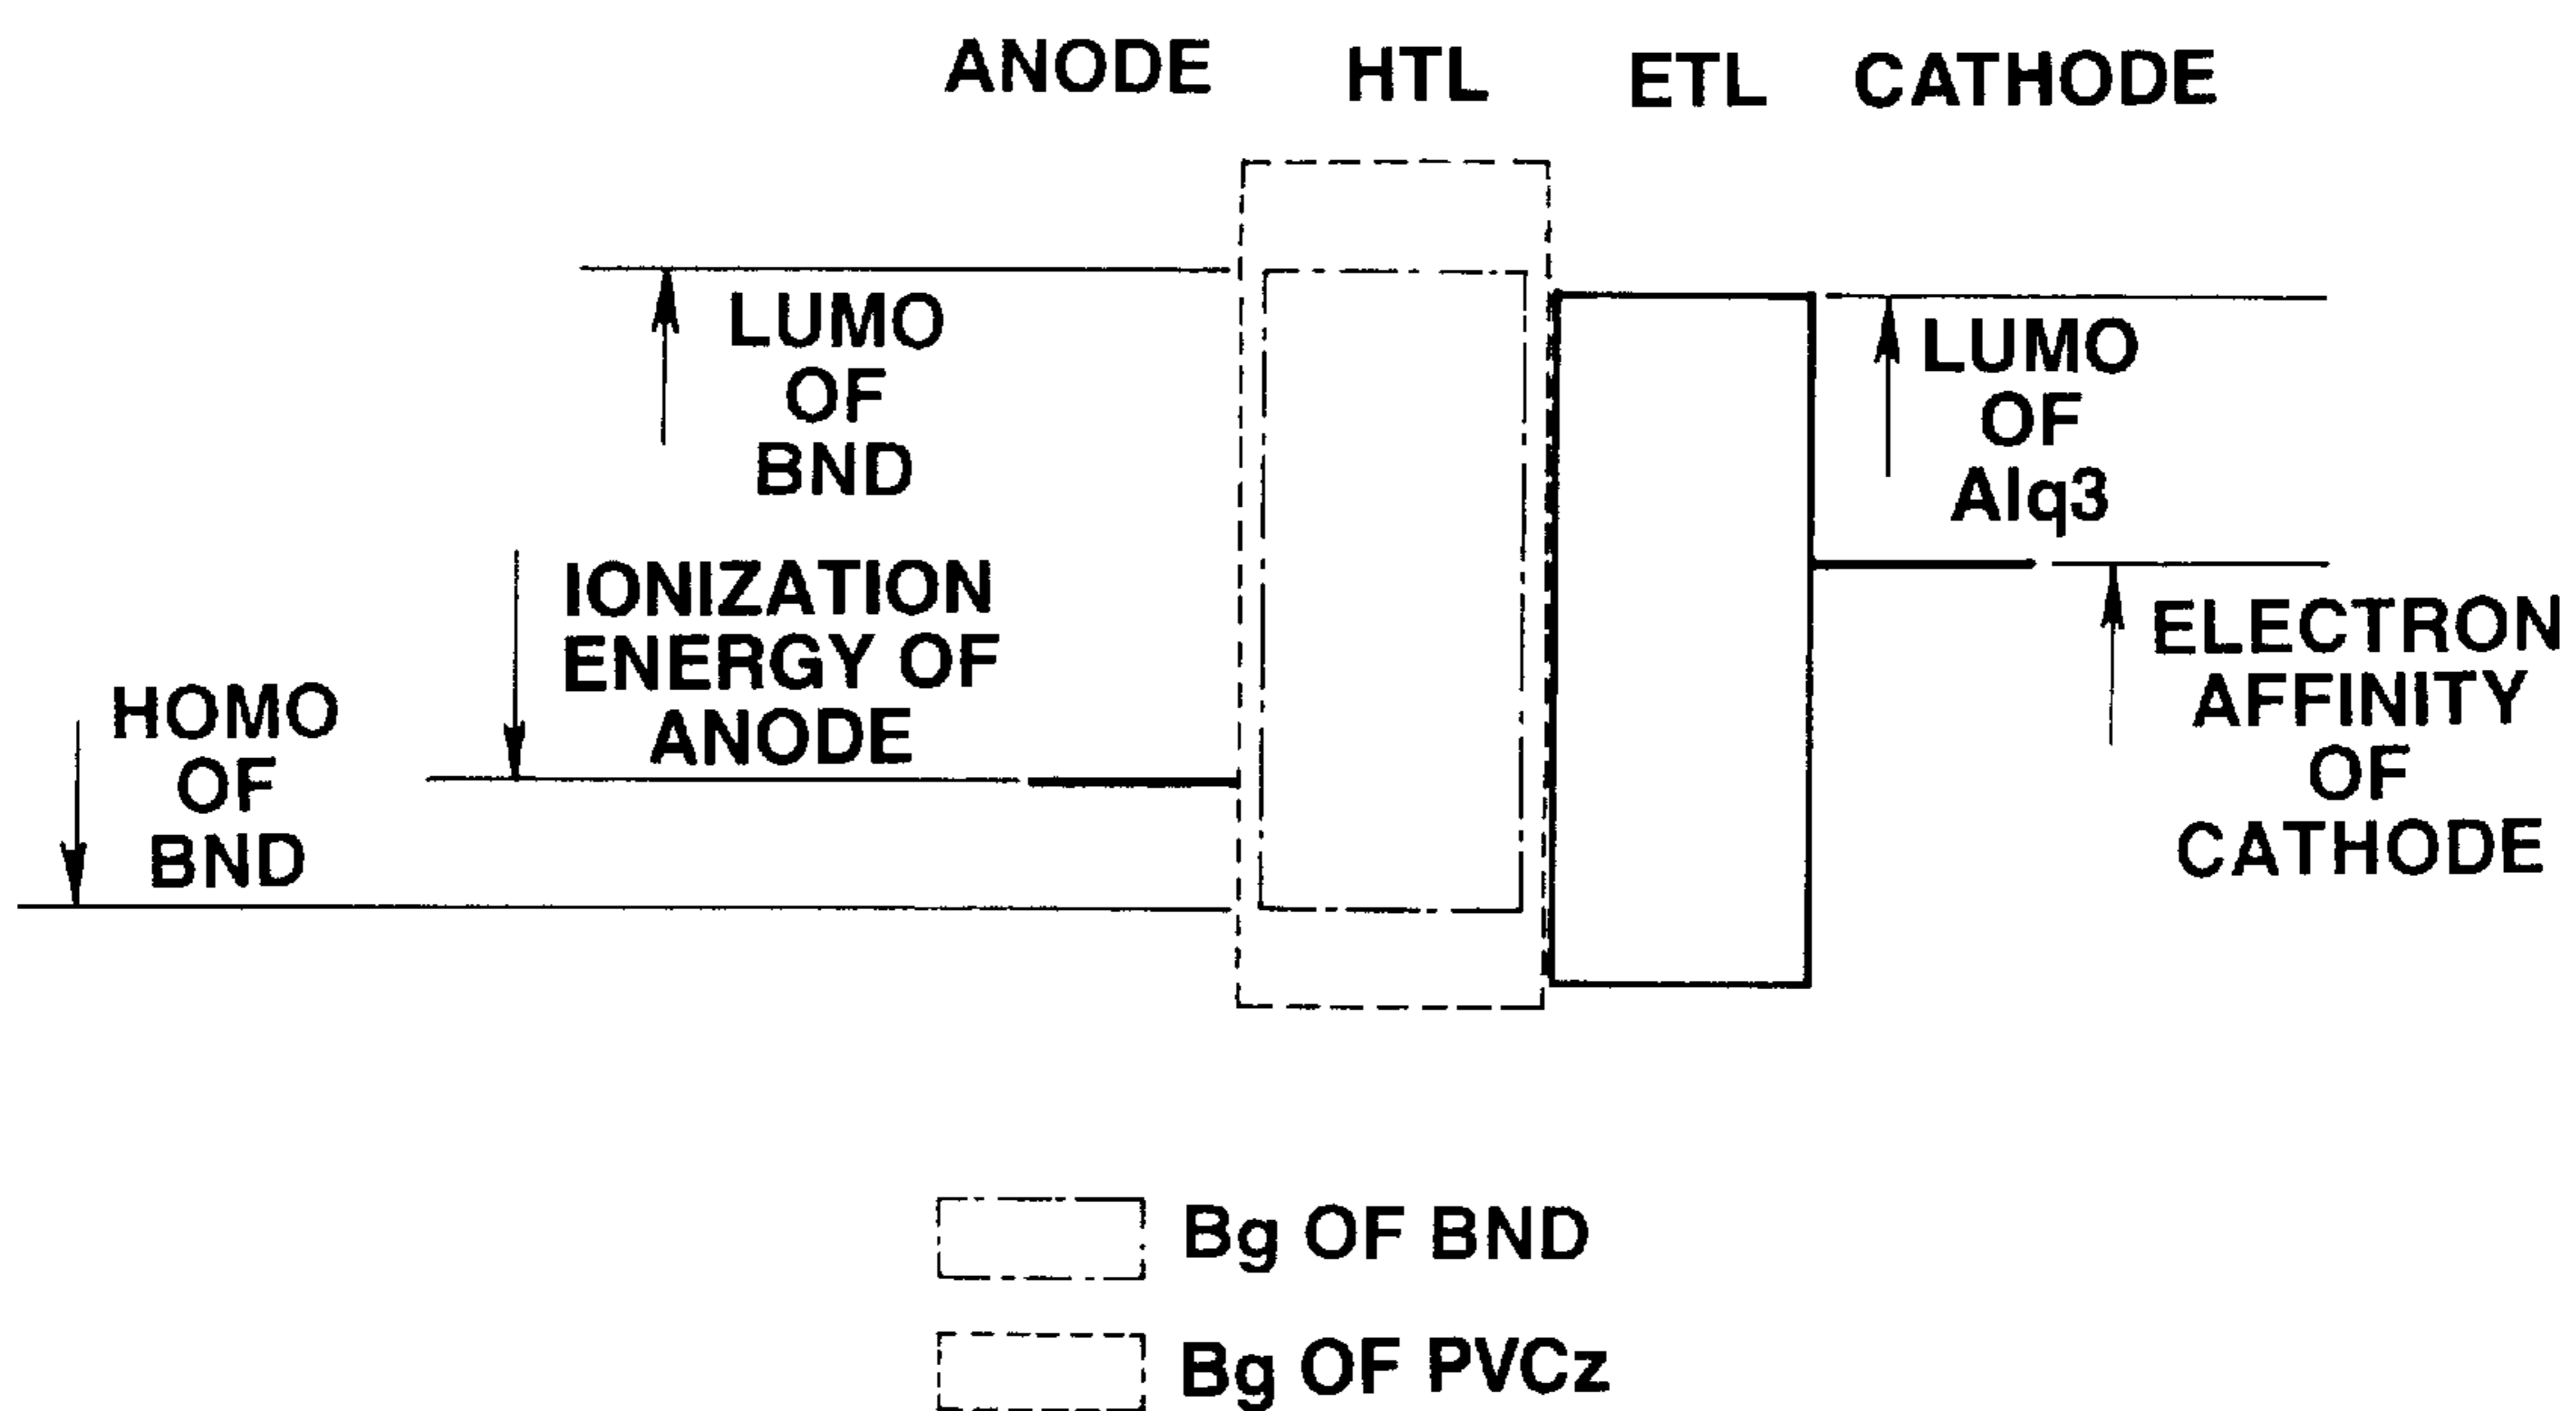 ANODE HTL ETL CATHODE
LUMO
OF
BND
LUMO
OF
Alq3
IONIZATION
ENERGY OF
ANODE
ELECTRON
AFFINITY
OF
CATHODE
HOMO
OF
BND
Bg OF BND
Bg OF PVCz